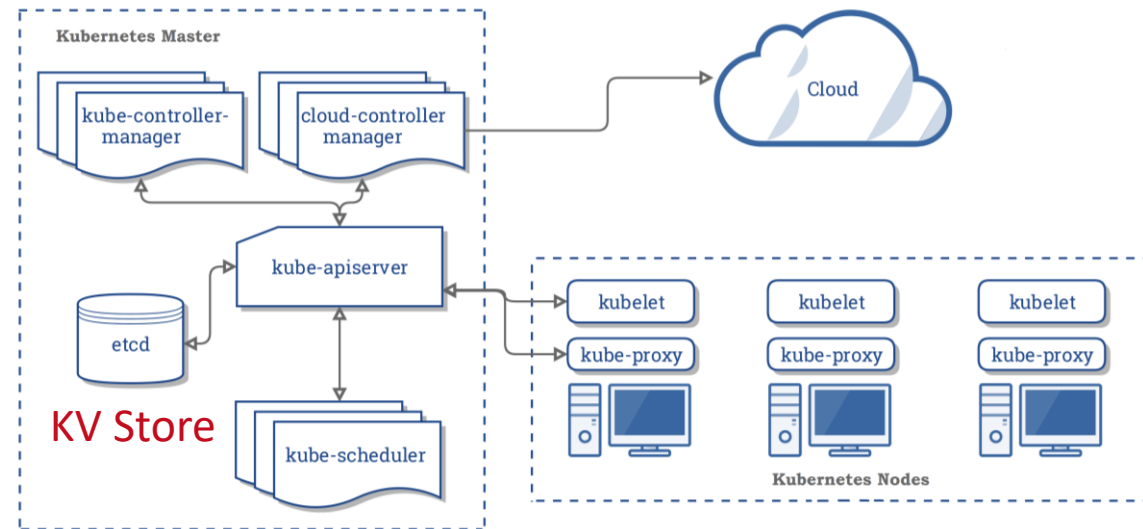 Kubernetes Master
kube-controller-
manager
cloud-controller
manager
Cloud
kube-apiserver
etcd
KV Store
kube-scheduler
kubelet
kubelet
kubelet
kube-proxy
kube-proxy
kube-proxy
Kubernetes Nodes